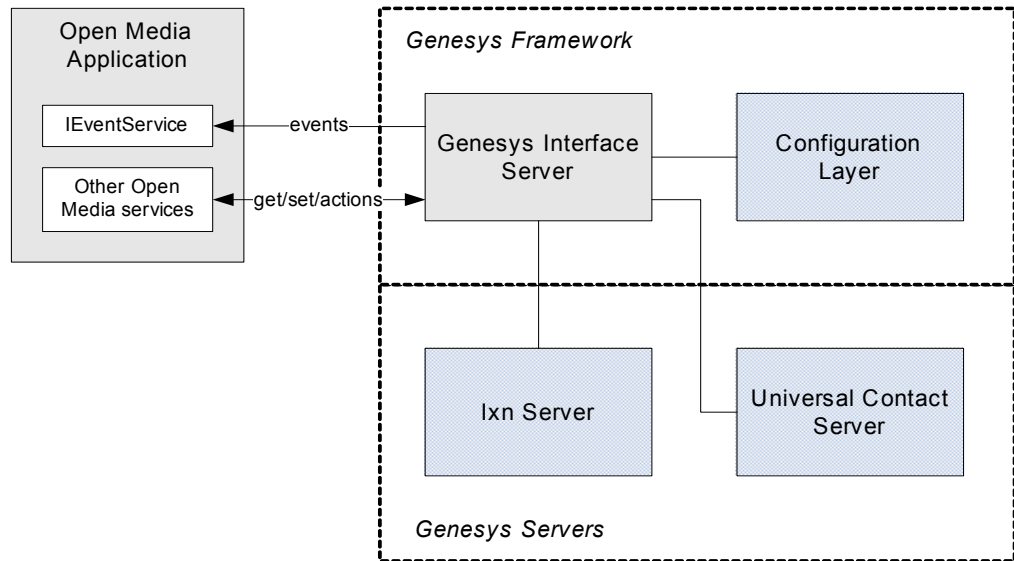 Open Media
Application
IEventService
Other Open
Media services
events
get/set/actions
Genesys Framework
Genesys Interface
Server
Configuration
Layer
Ixn Server
Universal Contact
Server
Genesys Servers